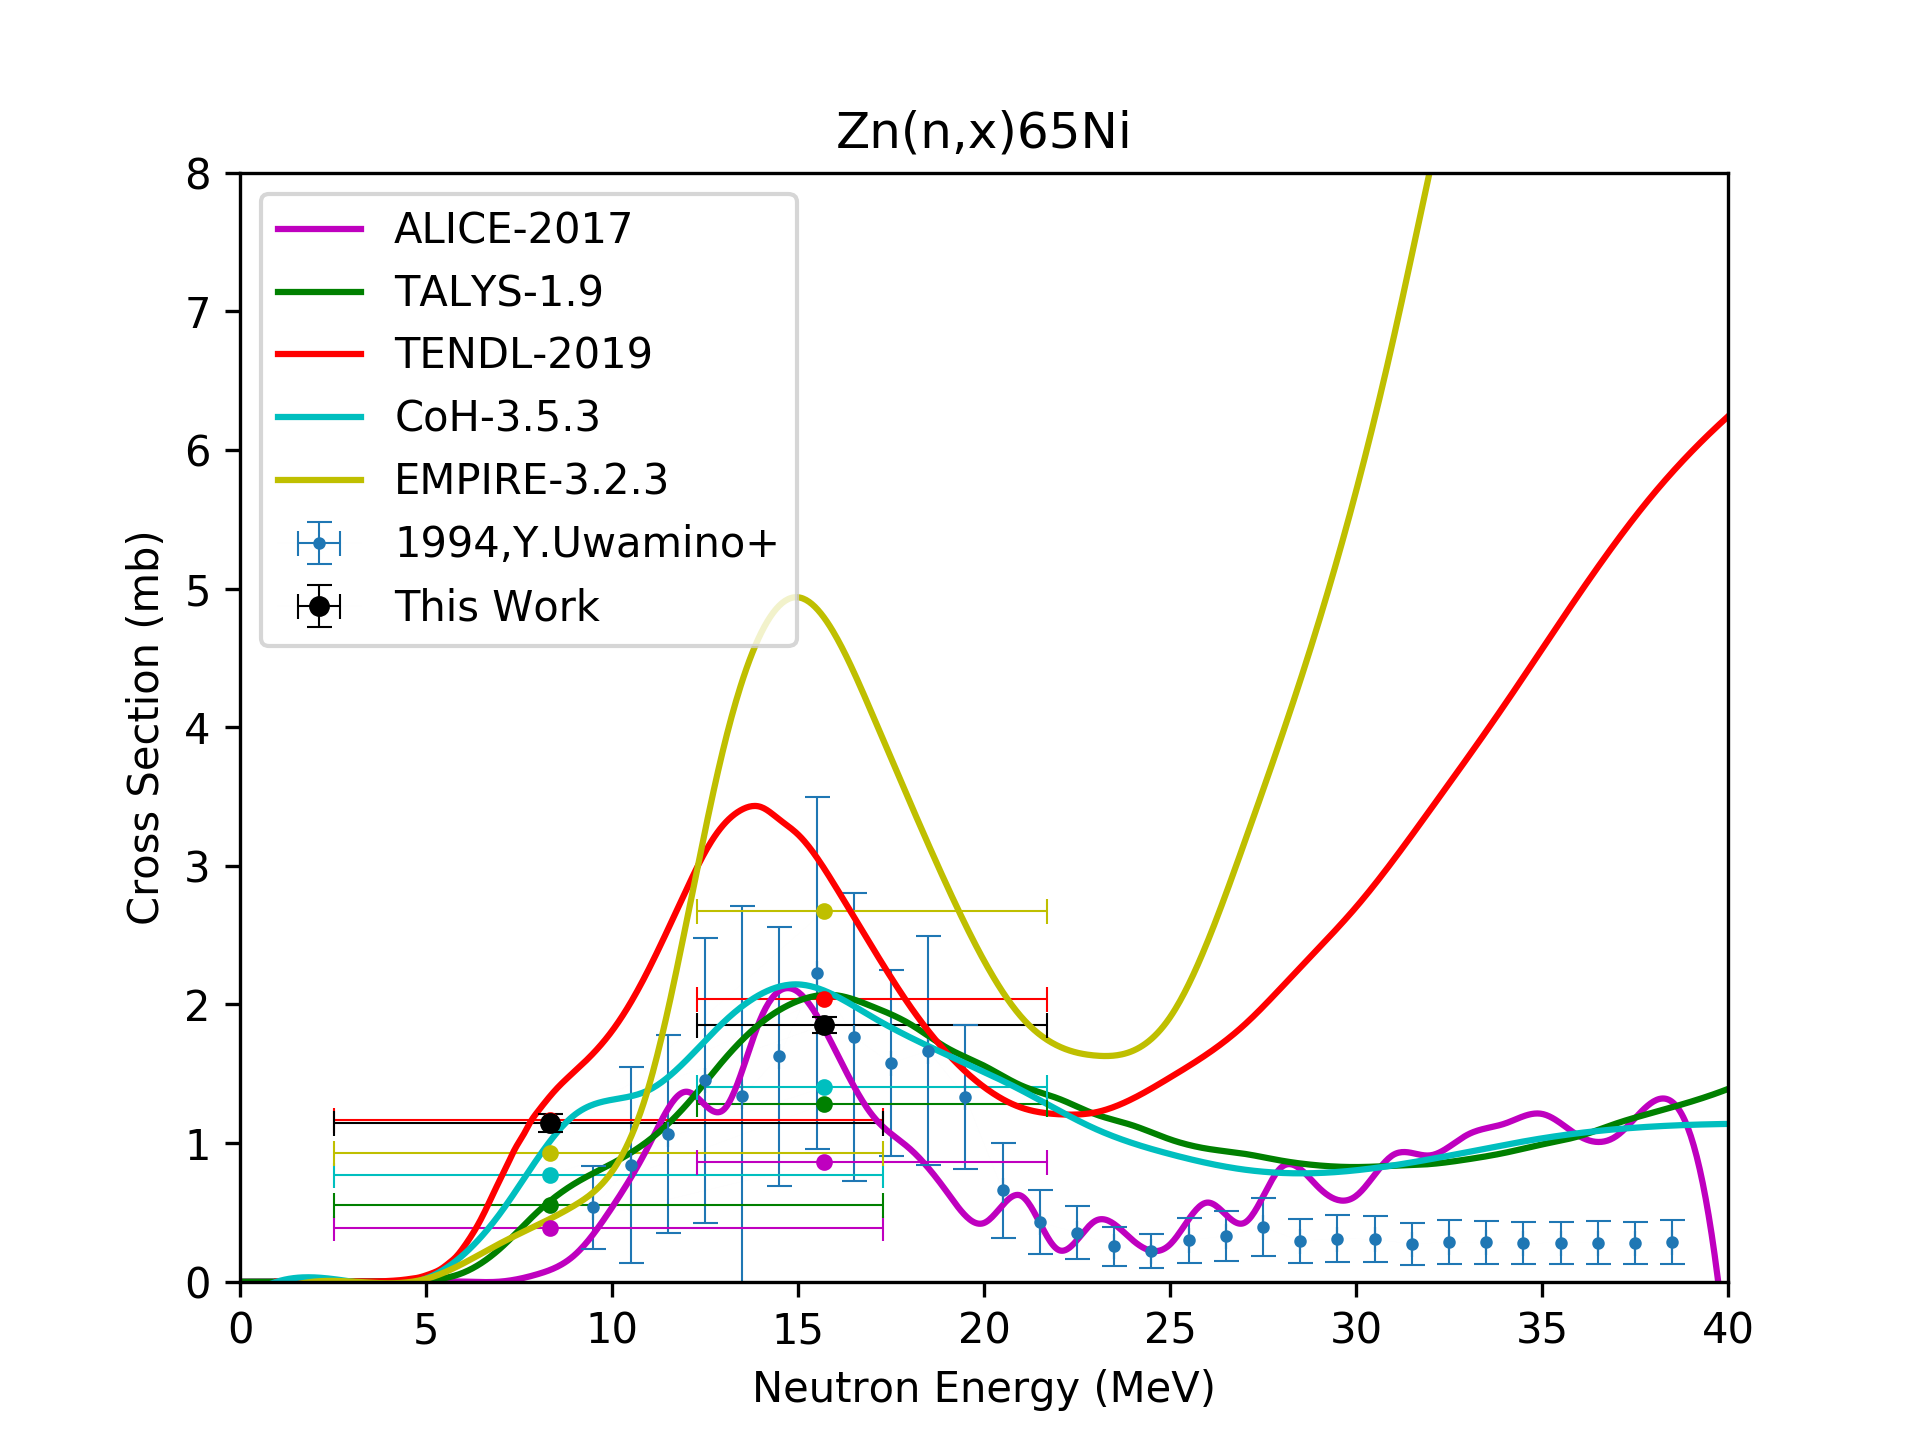 Zn(n,x)65Ni
8
7
6
5
4
3
2
1
0
Cross Section (mb)
ALICE-2017
TALYS-1.9
TENDL-2019
CoH-3.5.3
EMPIRE-3.2.3
1994,Y.Uwamino+
This Work
0 5 10 15 20 25 30 35 40
Neutron Energy (MeV)